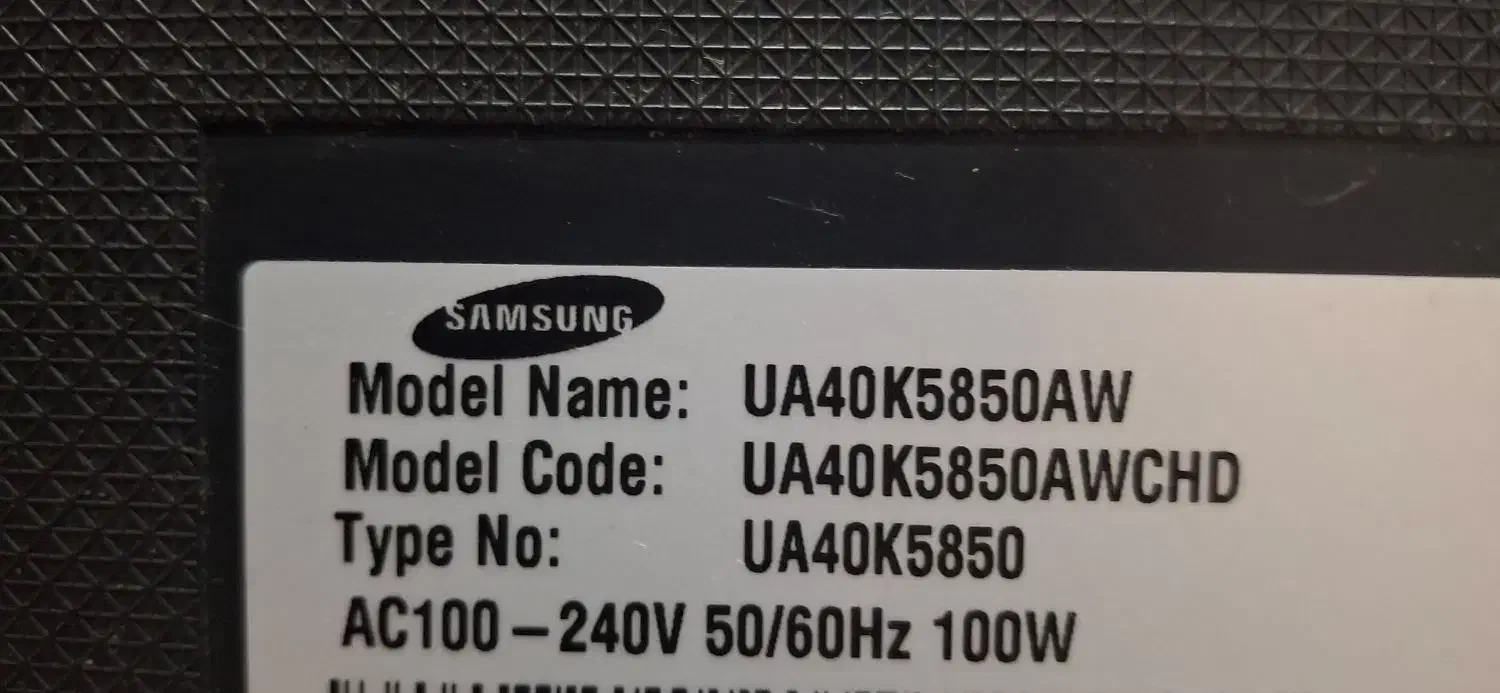 SAMSUNG
Model Name: UA40K5850AW
Model Code: UA40K5850AWCHD
Type No: UA40K5850
AC100-240V 50/60Hz 100W